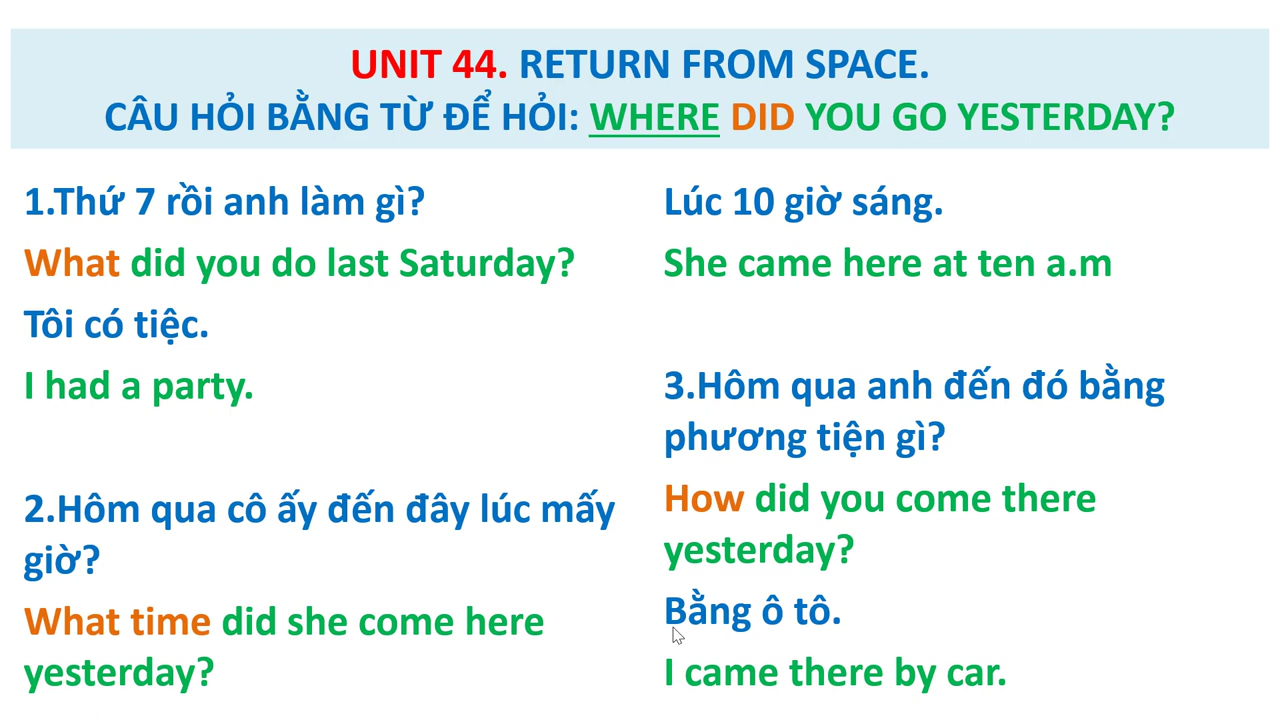 UNIT 44. RETURN FROM SPACE.
CÂU HỎI BẰNG TỪ ĐỂ HỎI: WHERE DID YOU GO YESTERDAY?
1.Thứ 7 rồi anh làm gì?
What did you do last Saturday?
Tôi có tiệc.
I had a party.
2.Hôm qua cô ấy đến đây lúc mấy
giờ?
What time did she come here
yesterday?
Lúc 10 giờ sáng.
She came here at ten a.m
3.Hôm qua anh đến đó bằng
phương tiện gì?
How did you come there
yesterday?
Bằng ô tô.
I came there by car.